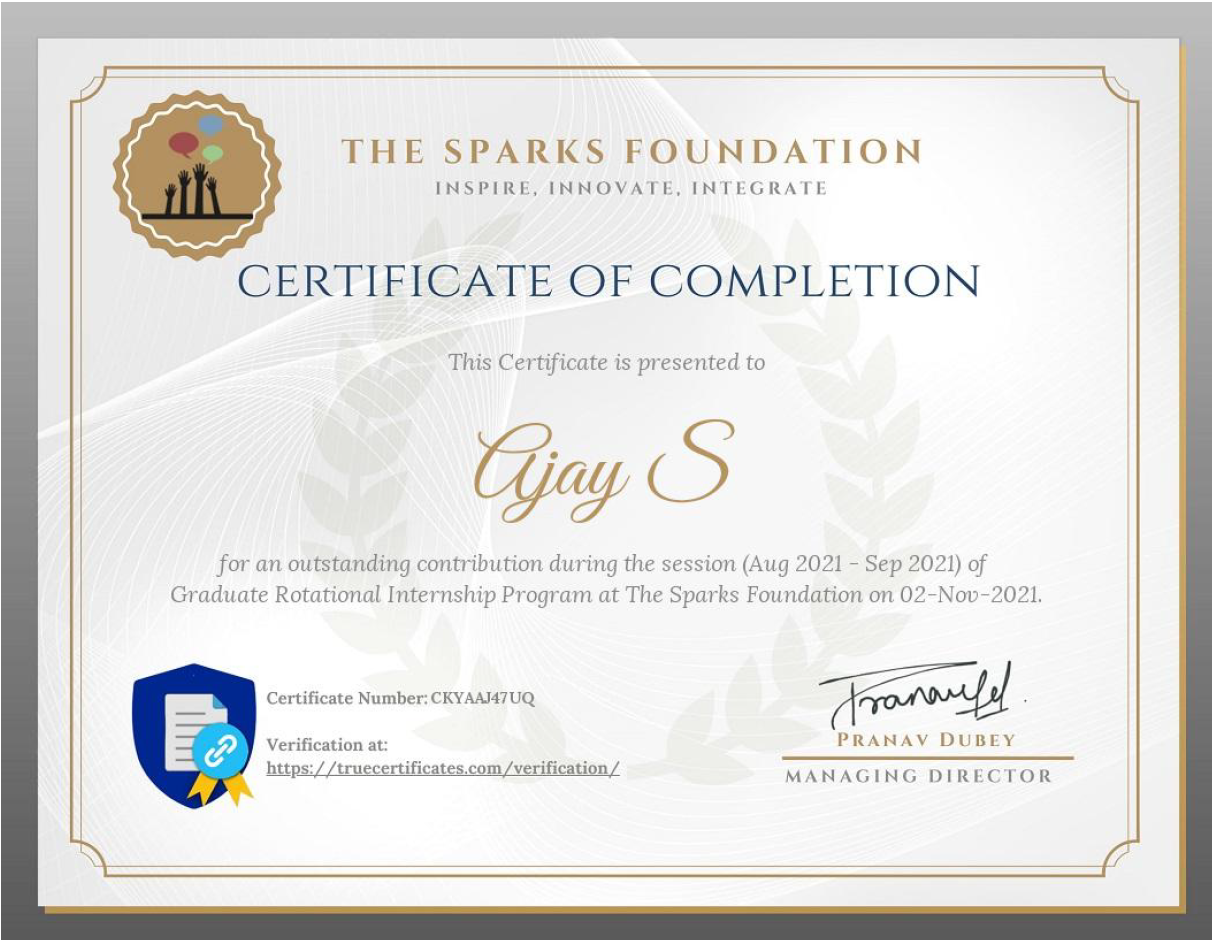 THE SPARKS FOUNDATION
INSPIRE, INNOVATE, INTEGRATE
CERTIFICATE OF COMPLETION
This Certificate is presented to
Ajay S
for an outstanding contribution during the session (Aug 2021 - Sep 2021) of
Graduate Rotational Internship Program at The Sparks Foundation on 02-Nov-2021.
Certificate Number: CKYAAJ47UQ
Verification at:
https://truecertificates.com/verification/
PRANAV DUBEY
MANAGING DIRECTOR